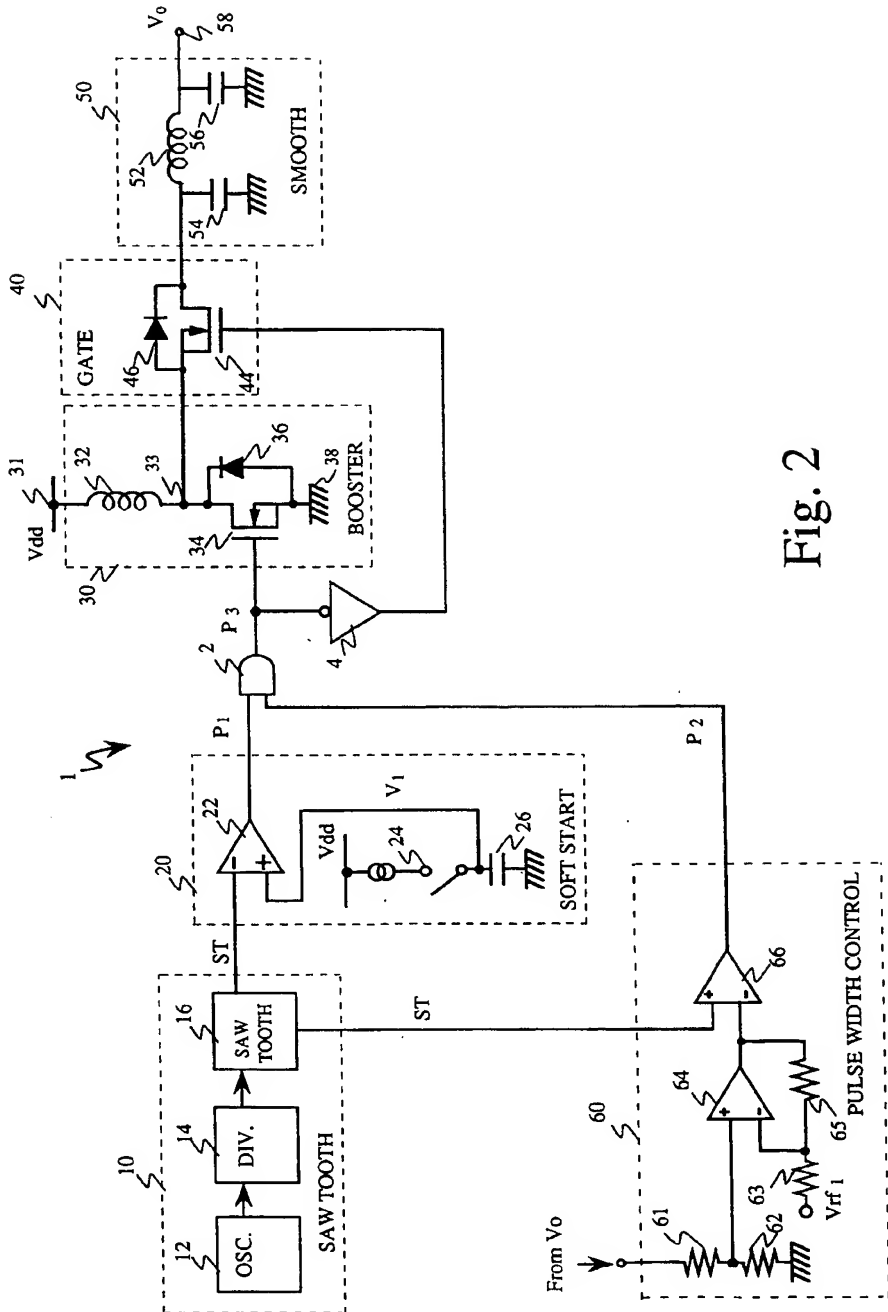 1
10
12
OSC.
14
DIV.
16
SAW
TOOTH
SAW TOOTH
ST
ST
20
22
-
+
Vdd
24
V1
26
SOFT START
P1
2
P3
4
P2
30
Vdd
31
32
33
34
36
38
BOOSTER
40
GATE
46
44
50
52
54
56
SMOOTH
Vo
58
60
From Vo
61
62
63
Vrf 1
64
+
-
65
66
+
-
PULSE WIDTH CONTROL
Fig. 2